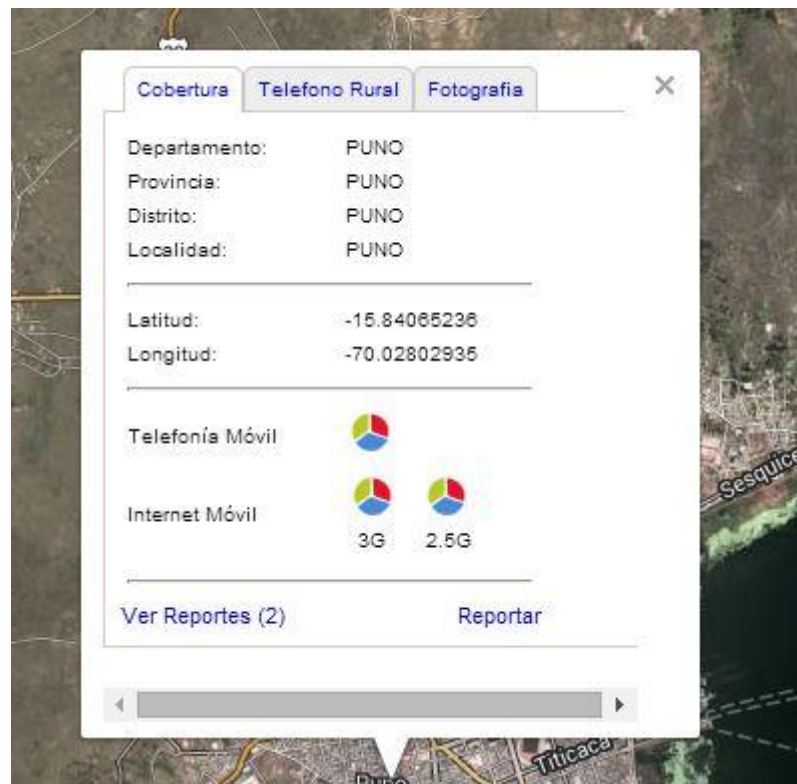 Cobertura Telefono Rural Fotografia
Departamento: PUNO
Provincia: PUNO
Distrito: PUNO
Localidad: PUNO
Latitud: -15.84065236
Longitud: -70.02802935
Telefonía Móvil
Internet Móvil
3G 2.5G
Ver Reportes (2) Reportar
Sesquice
Titicaca
Puno